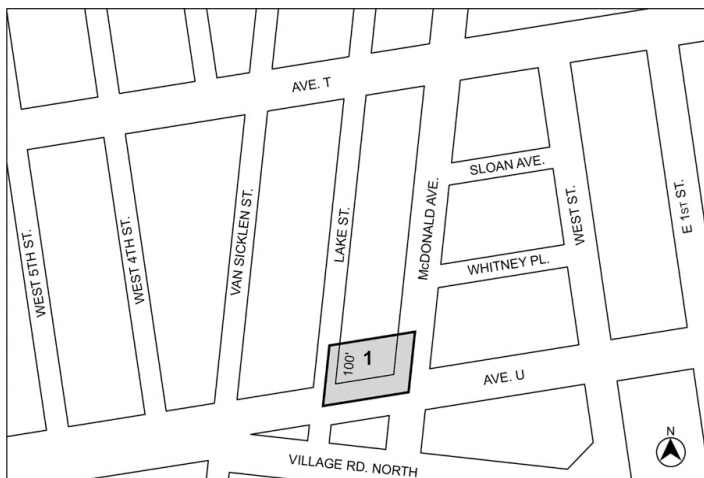 AVE. T
SLOAN AVE.
WEST 5TH ST.
WEST 4TH ST.
VAN SICKLEN ST.
LAKE ST.
McDONALD AVE.
WEST ST.
E 1ST ST.
WHITNEY PL.
100'
1
AVE. U
N
VILLAGE RD. NORTH